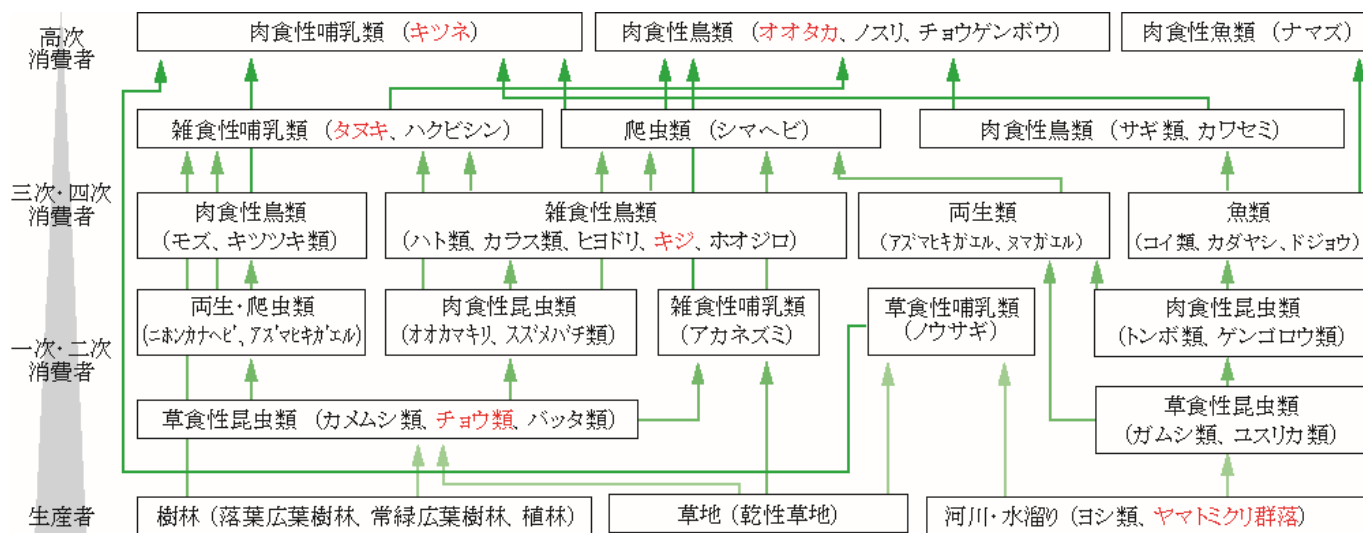 高次
消費者
肉食性哺乳類 (キツネ)
肉食性鳥類 (オオタカ、ノスリ、チョウゲンボウ)
肉食性魚類 (ナマズ)
雑食性哺乳類 (タヌキ、ハクビシン)
爬虫類 (シマヘビ)
肉食性鳥類 (サギ類、カワセミ)
三次・四次
消費者
肉食性鳥類
(モズ、キツツキ類)
雑食性鳥類
(ハト類、カラス類、ヒヨドリ、キジ、ホオジロ)
両生類
(アズマヒキガエル、ヌマガエル)
魚類
(コイ類、カダヤシ、ドジョウ)
一次・二次
消費者
両生・爬虫類
(ニホンカナヘビ、アズマヒキガエル)
肉食性昆虫類
(オオカマキリ、スズメバチ類)
雑食性哺乳類
(アカネズミ)
草食性哺乳類
(ノウサギ)
肉食性昆虫類
(トンボ類、ゲンゴロウ類)
草食性昆虫類 (カメムシ類、チョウ類、バッタ類)
草食性昆虫類
(ガムシ類、ユスリカ類)
生産者
樹林 (落葉広葉樹林、常緑広葉樹林、植林)
草地 (乾性草地)
河川・水溜り (ヨシ類、ヤマトミクリ群落)